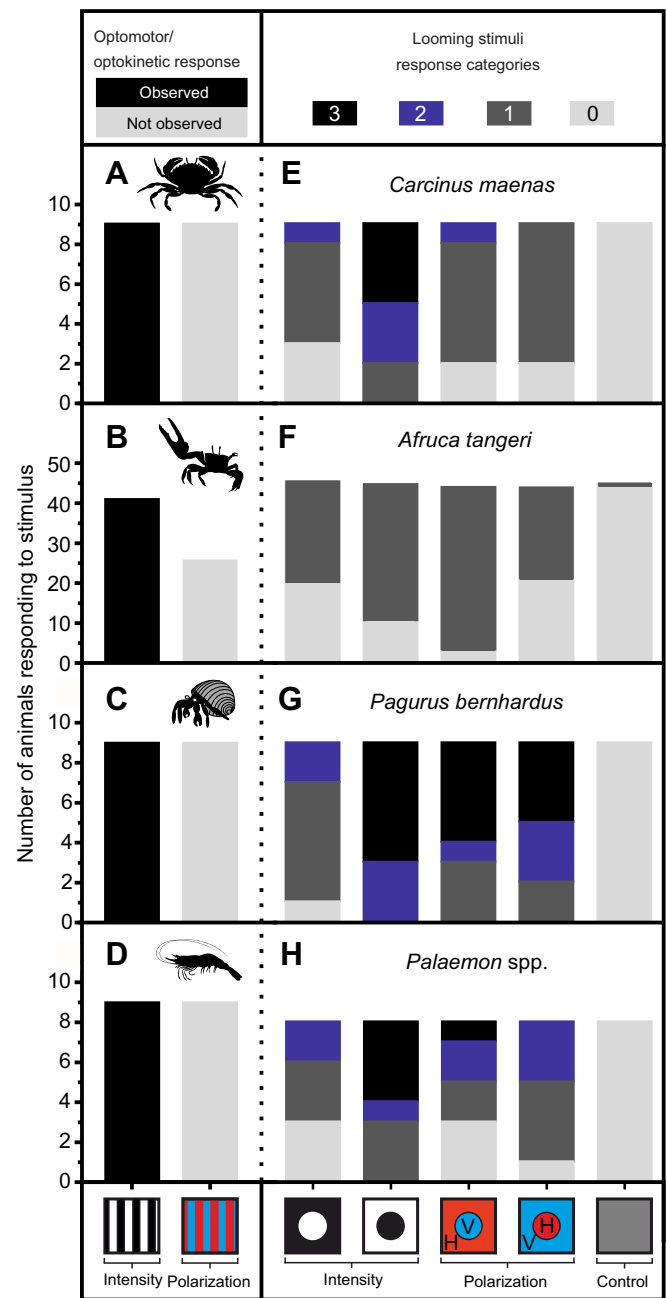 Optomotor/
optokinetic response
Observed
Not observed
Looming stimuli
response categories
3 2 1 0
Number of animals responding to stimulus
A
E
Carcinus maenas
10
8
6
4
2
0
B
F
Afruca tangeri
50
40
30
20
10
0
C
G
Pagurus bernhardus
10
8
6
4
2
0
D
H
Palaemon spp.
10
8
6
4
2
0
V
H
H
V
Intensity Polarization Intensity Polarization Control